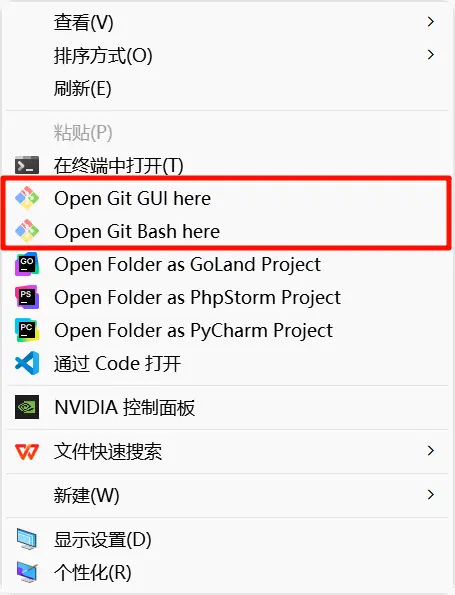 查看(V)
排序方式(O)
刷新(E)
粘贴(P)
在终端中打开(T)
Open Git GUI here
Open Git Bash here
GO Open Folder as GoLand Project
PS Open Folder as PhpStorm Project
PC Open Folder as PyCharm Project
通过 Code 打开
NVIDIA 控制面板
文件快速搜索
新建(W)
显示设置(D)
个性化(R)